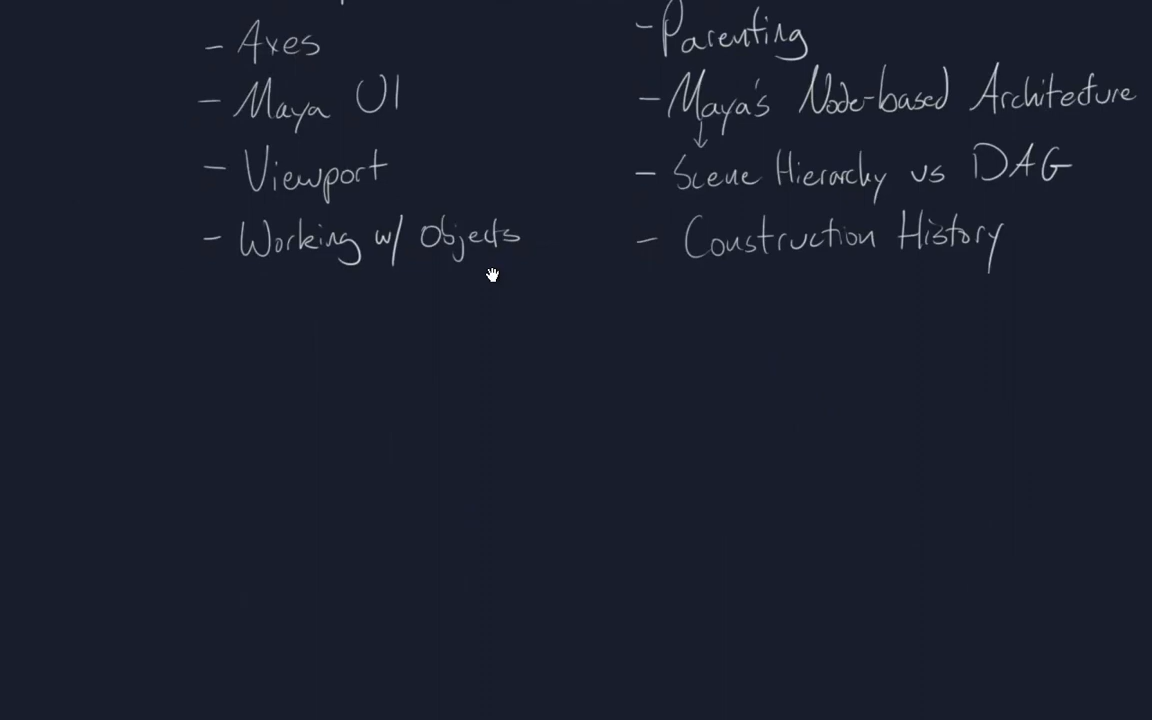 - Axes
- Maya UI
- Viewport
- Working w/ Objects
- Parenting
- Maya's Node-based Architecture
- Scene Hierarchy vs DAG
- Construction History